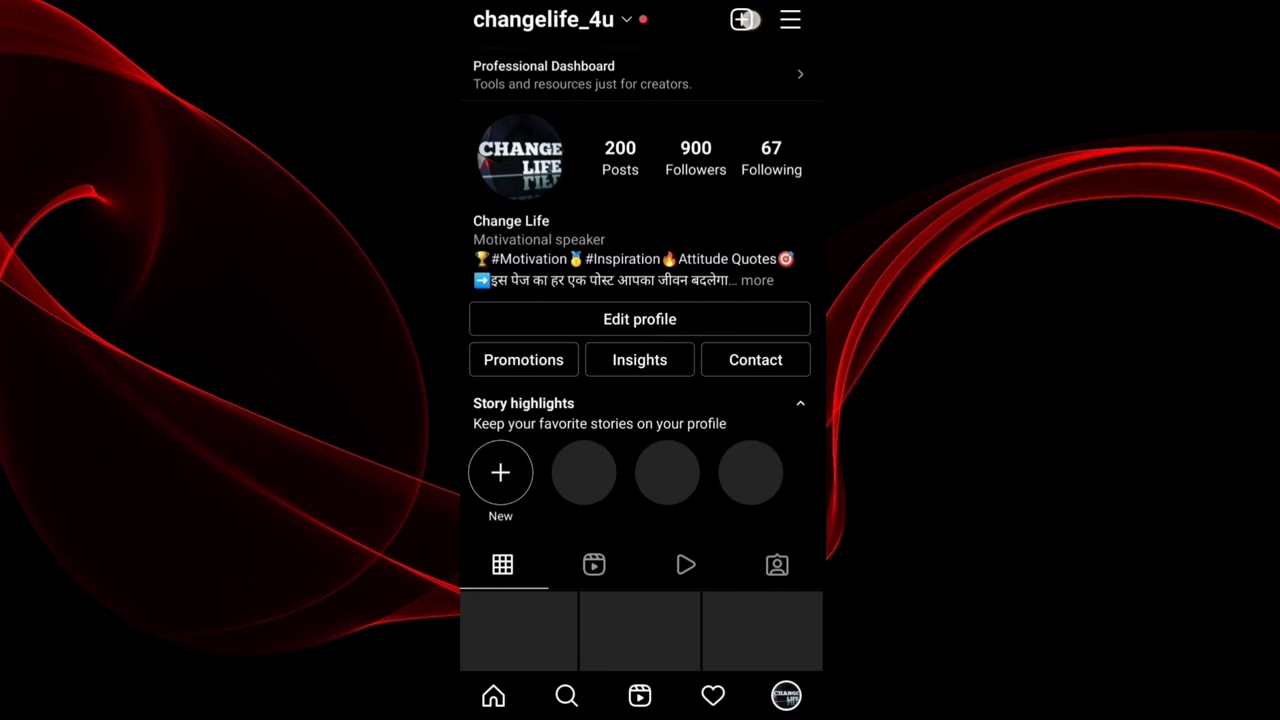 changelife_4u
Professional Dashboard
Tools and resources just for creators.
CHANGE
LIFE
200
Posts
900
Followers
67
Following
Change Life
Motivational speaker
🏆#Motivation🏅#Inspiration🔥Attitude Quotes🎯
➡️इस पेज का हर एक पोस्ट आपका जीवन बदलेगा... more
Edit profile
Promotions
Insights
Contact
Story highlights
Keep your favorite stories on your profile
New
CHANGE
LIFE